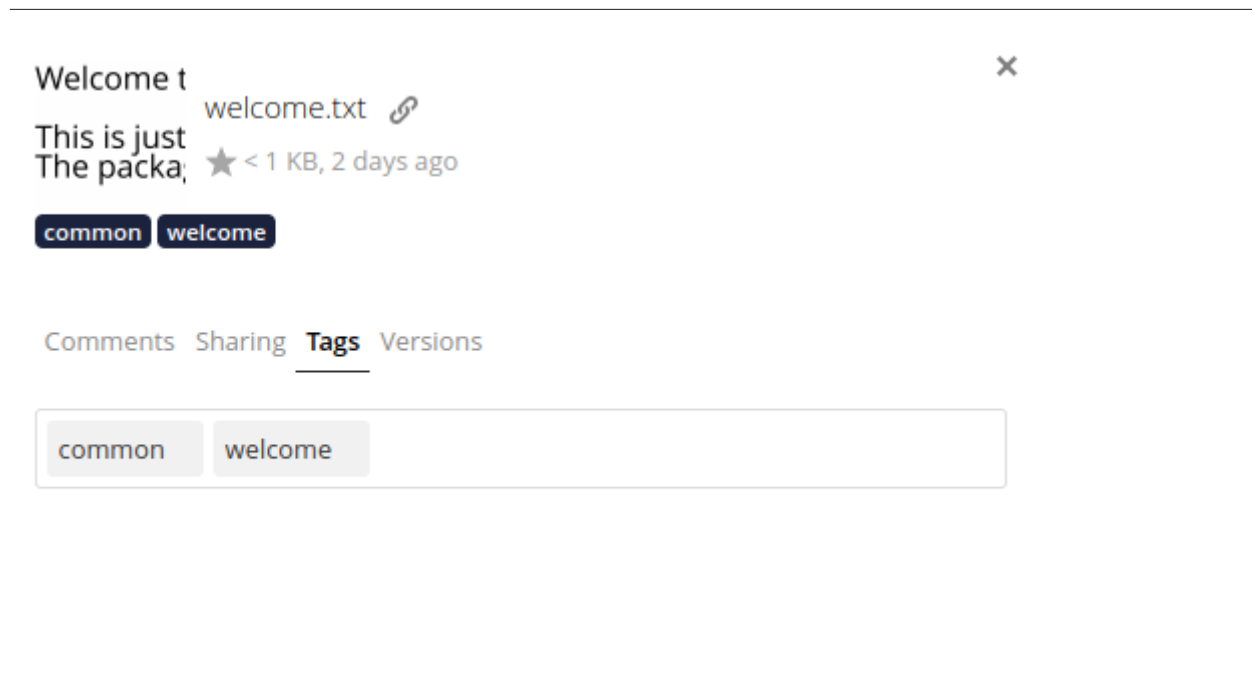 Welcome t
This is just
The packa
welcome.txt
< 1 KB, 2 days ago
common welcome
Comments Sharing Tags Versions
common welcome